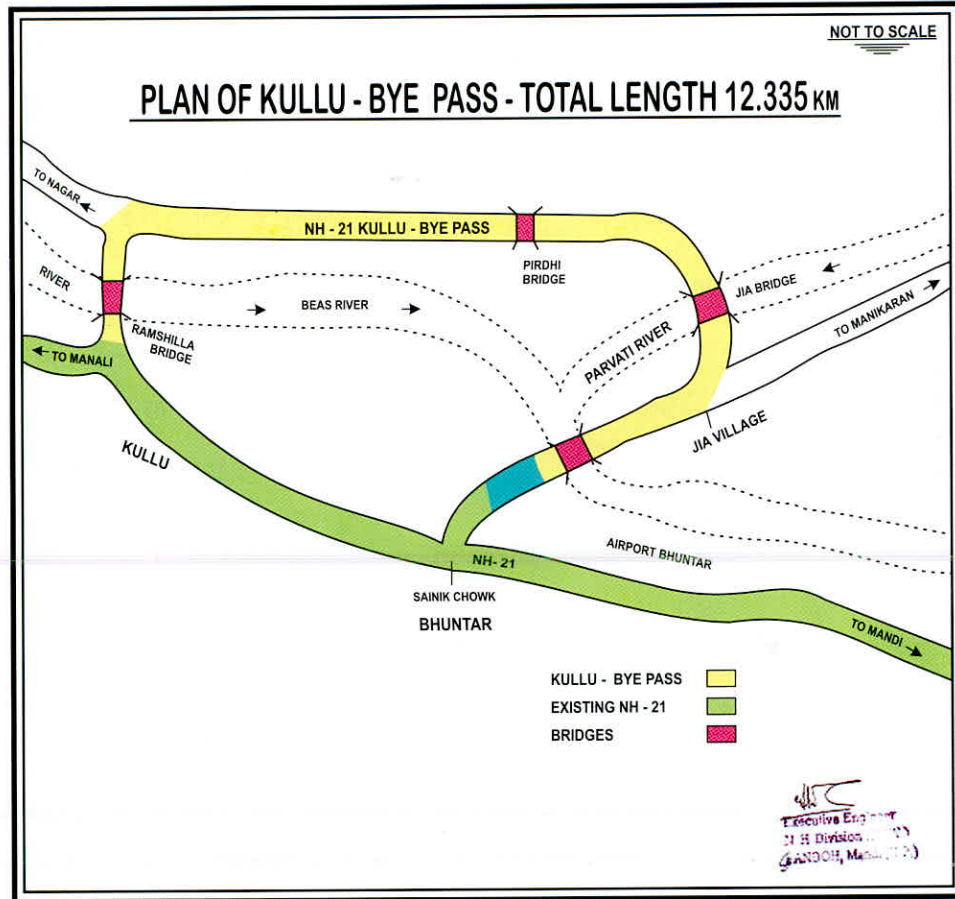 NOT TO SCALE
PLAN OF KULLU - BYE PASS - TOTAL LENGTH 12.335 KM
TO NAGAR
NH - 21 KULLU - BYE PASS
PIRDHI
BRIDGE
RIVER
BEAS RIVER
JIA BRIDGE
RAMSHILLA
BRIDGE
TO MANALI
PARVATI RIVER
TO MANIKARAN
KULLU
JIA VILLAGE
AIRPORT BHUNTAR
NH- 21
SAINIK CHOWK
BHUNTAR
TO MANDI
KULLU - BYE PASS
EXISTING NH - 21
BRIDGES
Executive Engineer
N H Division